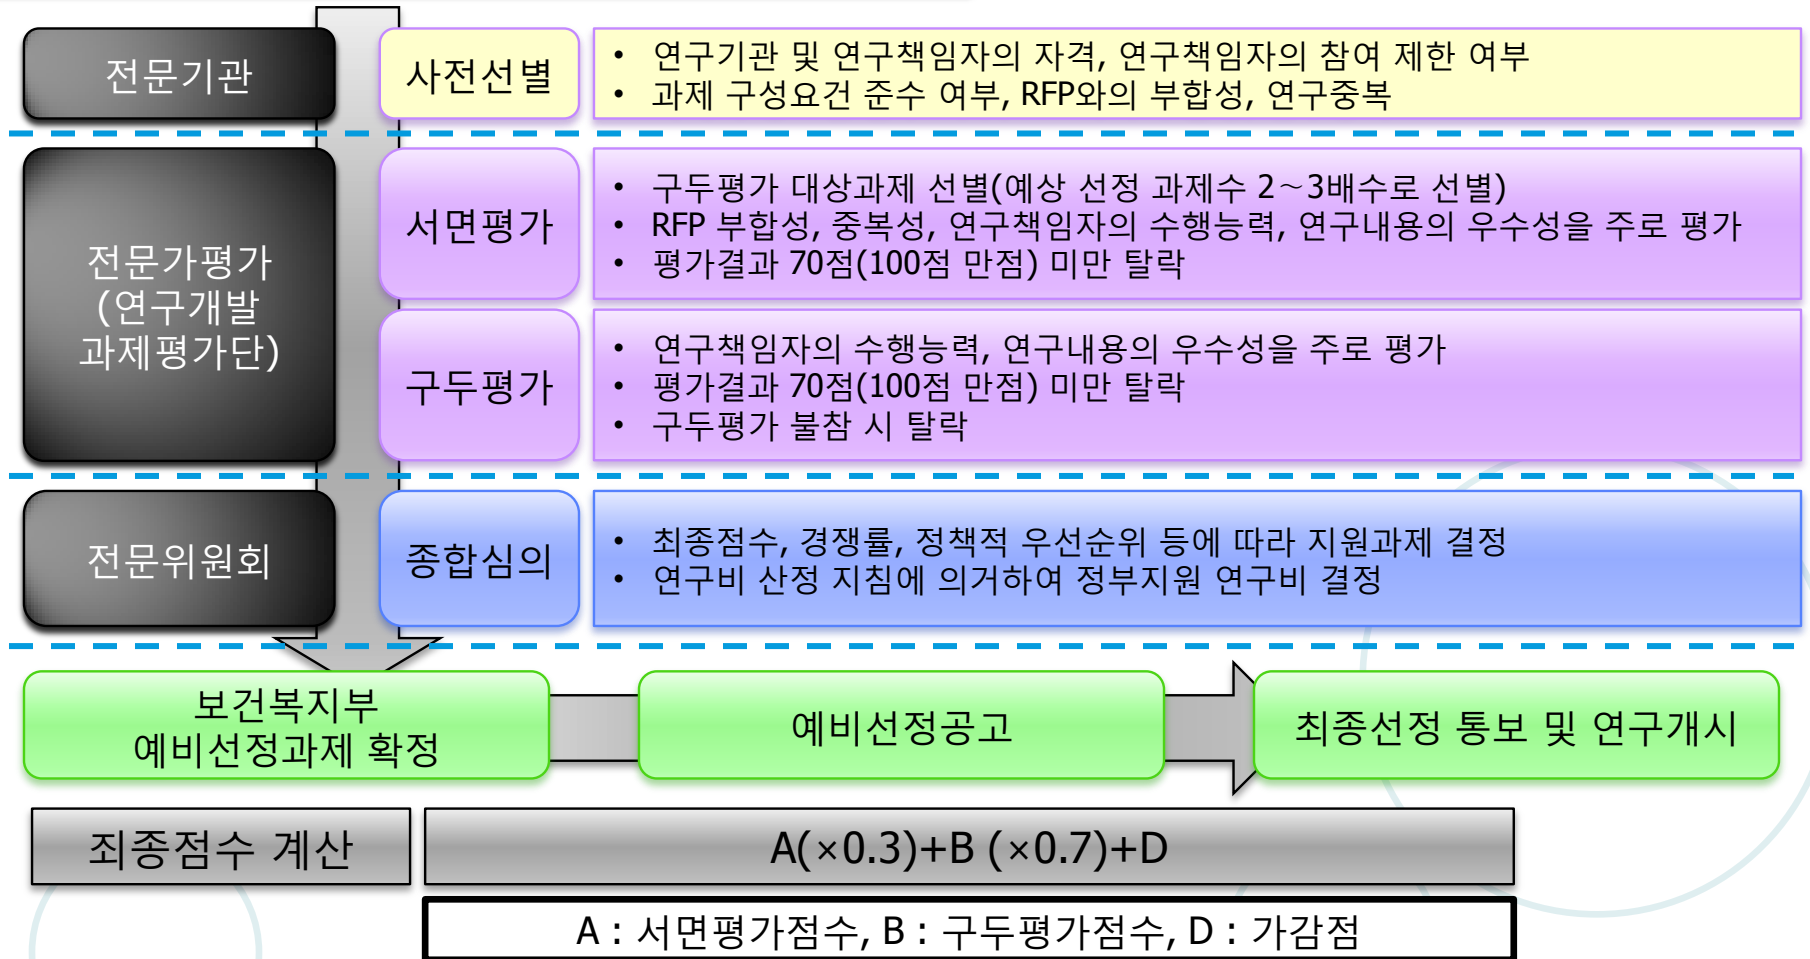 전문기관
사전선별
• 연구기관 및 연구책임자의 자격, 연구책임자의 참여 제한 여부
• 과제 구성요건 준수 여부, RFP와의 부합성, 연구중복
전문가평가
(연구개발
과제평가단)
서면평가
• 구두평가 대상과제 선별(예상 선정 과제수 2～3배수로 선별)
• RFP 부합성, 중복성, 연구책임자의 수행능력, 연구내용의 우수성을 주로 평가
• 평가결과 70점(100점 만점) 미만 탈락
구두평가
• 연구책임자의 수행능력, 연구내용의 우수성을 주로 평가
• 평가결과 70점(100점 만점) 미만 탈락
• 구두평가 불참 시 탈락
전문위원회
종합심의
• 최종점수, 경쟁률, 정책적 우선순위 등에 따라 지원과제 결정
• 연구비 산정 지침에 의거하여 정부지원 연구비 결정
보건복지부
예비선정과제 확정
예비선정공고
최종선정 통보 및 연구개시
죄종점수 계산
A(×0.3)+B (×0.7)+D
A : 서면평가점수, B : 구두평가점수, D : 가감점